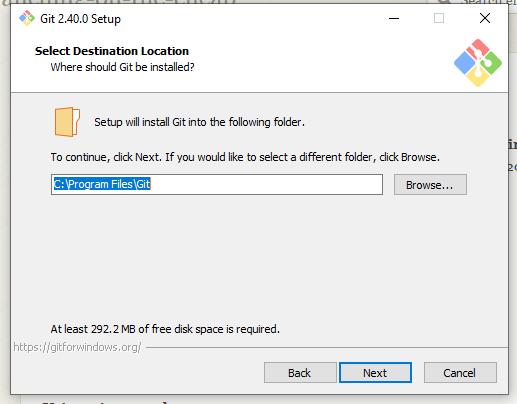 Git 2.40.0 Setup
Select Destination Location
Where should Git be installed?
Setup will install Git into the following folder.
To continue, click Next. If you would like to select a different folder, click Browse.
C:\Program Files\Git
Browse...
At least 292.2 MB of free disk space is required.
https://gitforwindows.org/
Back
Next
Cancel